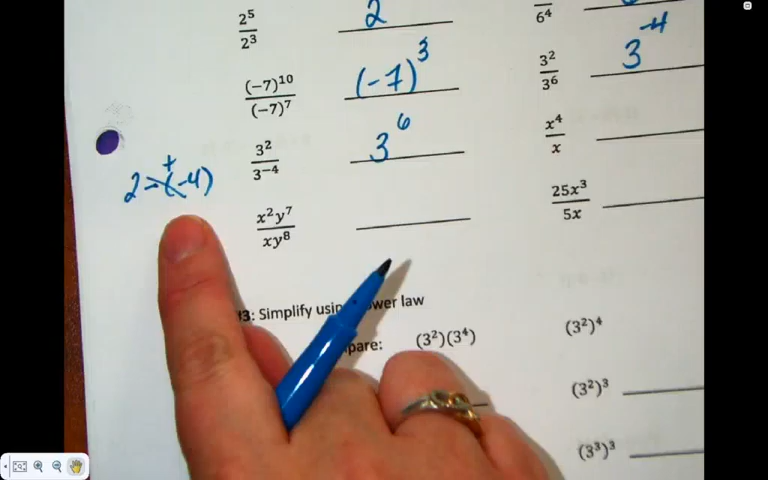 2^5/2^3 2
6^4
(-7)^10/(-7)^7 (-7)^3
3^2/3^6 3^-4
3^2/3^-4 3^6
x^4/x
2-(-4)
+
x^2y^7/xy^8
25x^3/5x
3: Simplify using power law
pare: (3^2)(3^4) (3^2)^4
(3^2)^3
(3^3)^3